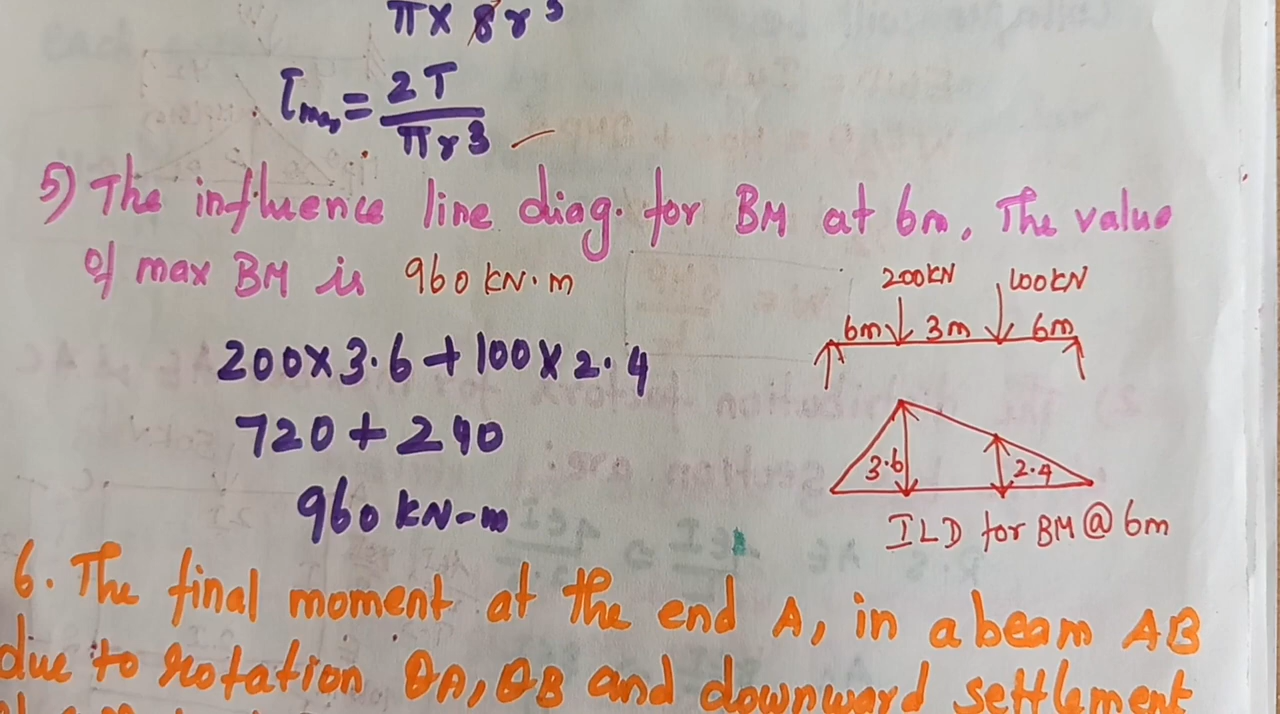 π× 8r³
τmax = 2T
πr3
5) The influence line diag. for BM at 6m, The value
of max BM is 960 kN.m
200kN 100kN
6m 3m 6m
200×3.6+100×2.4
720+240
3.6 2.4
960 kN-m
ILD for BM @ 6m
6. The final moment at the end A, in a beam AB
due to rotation θA, θB and downward settlement